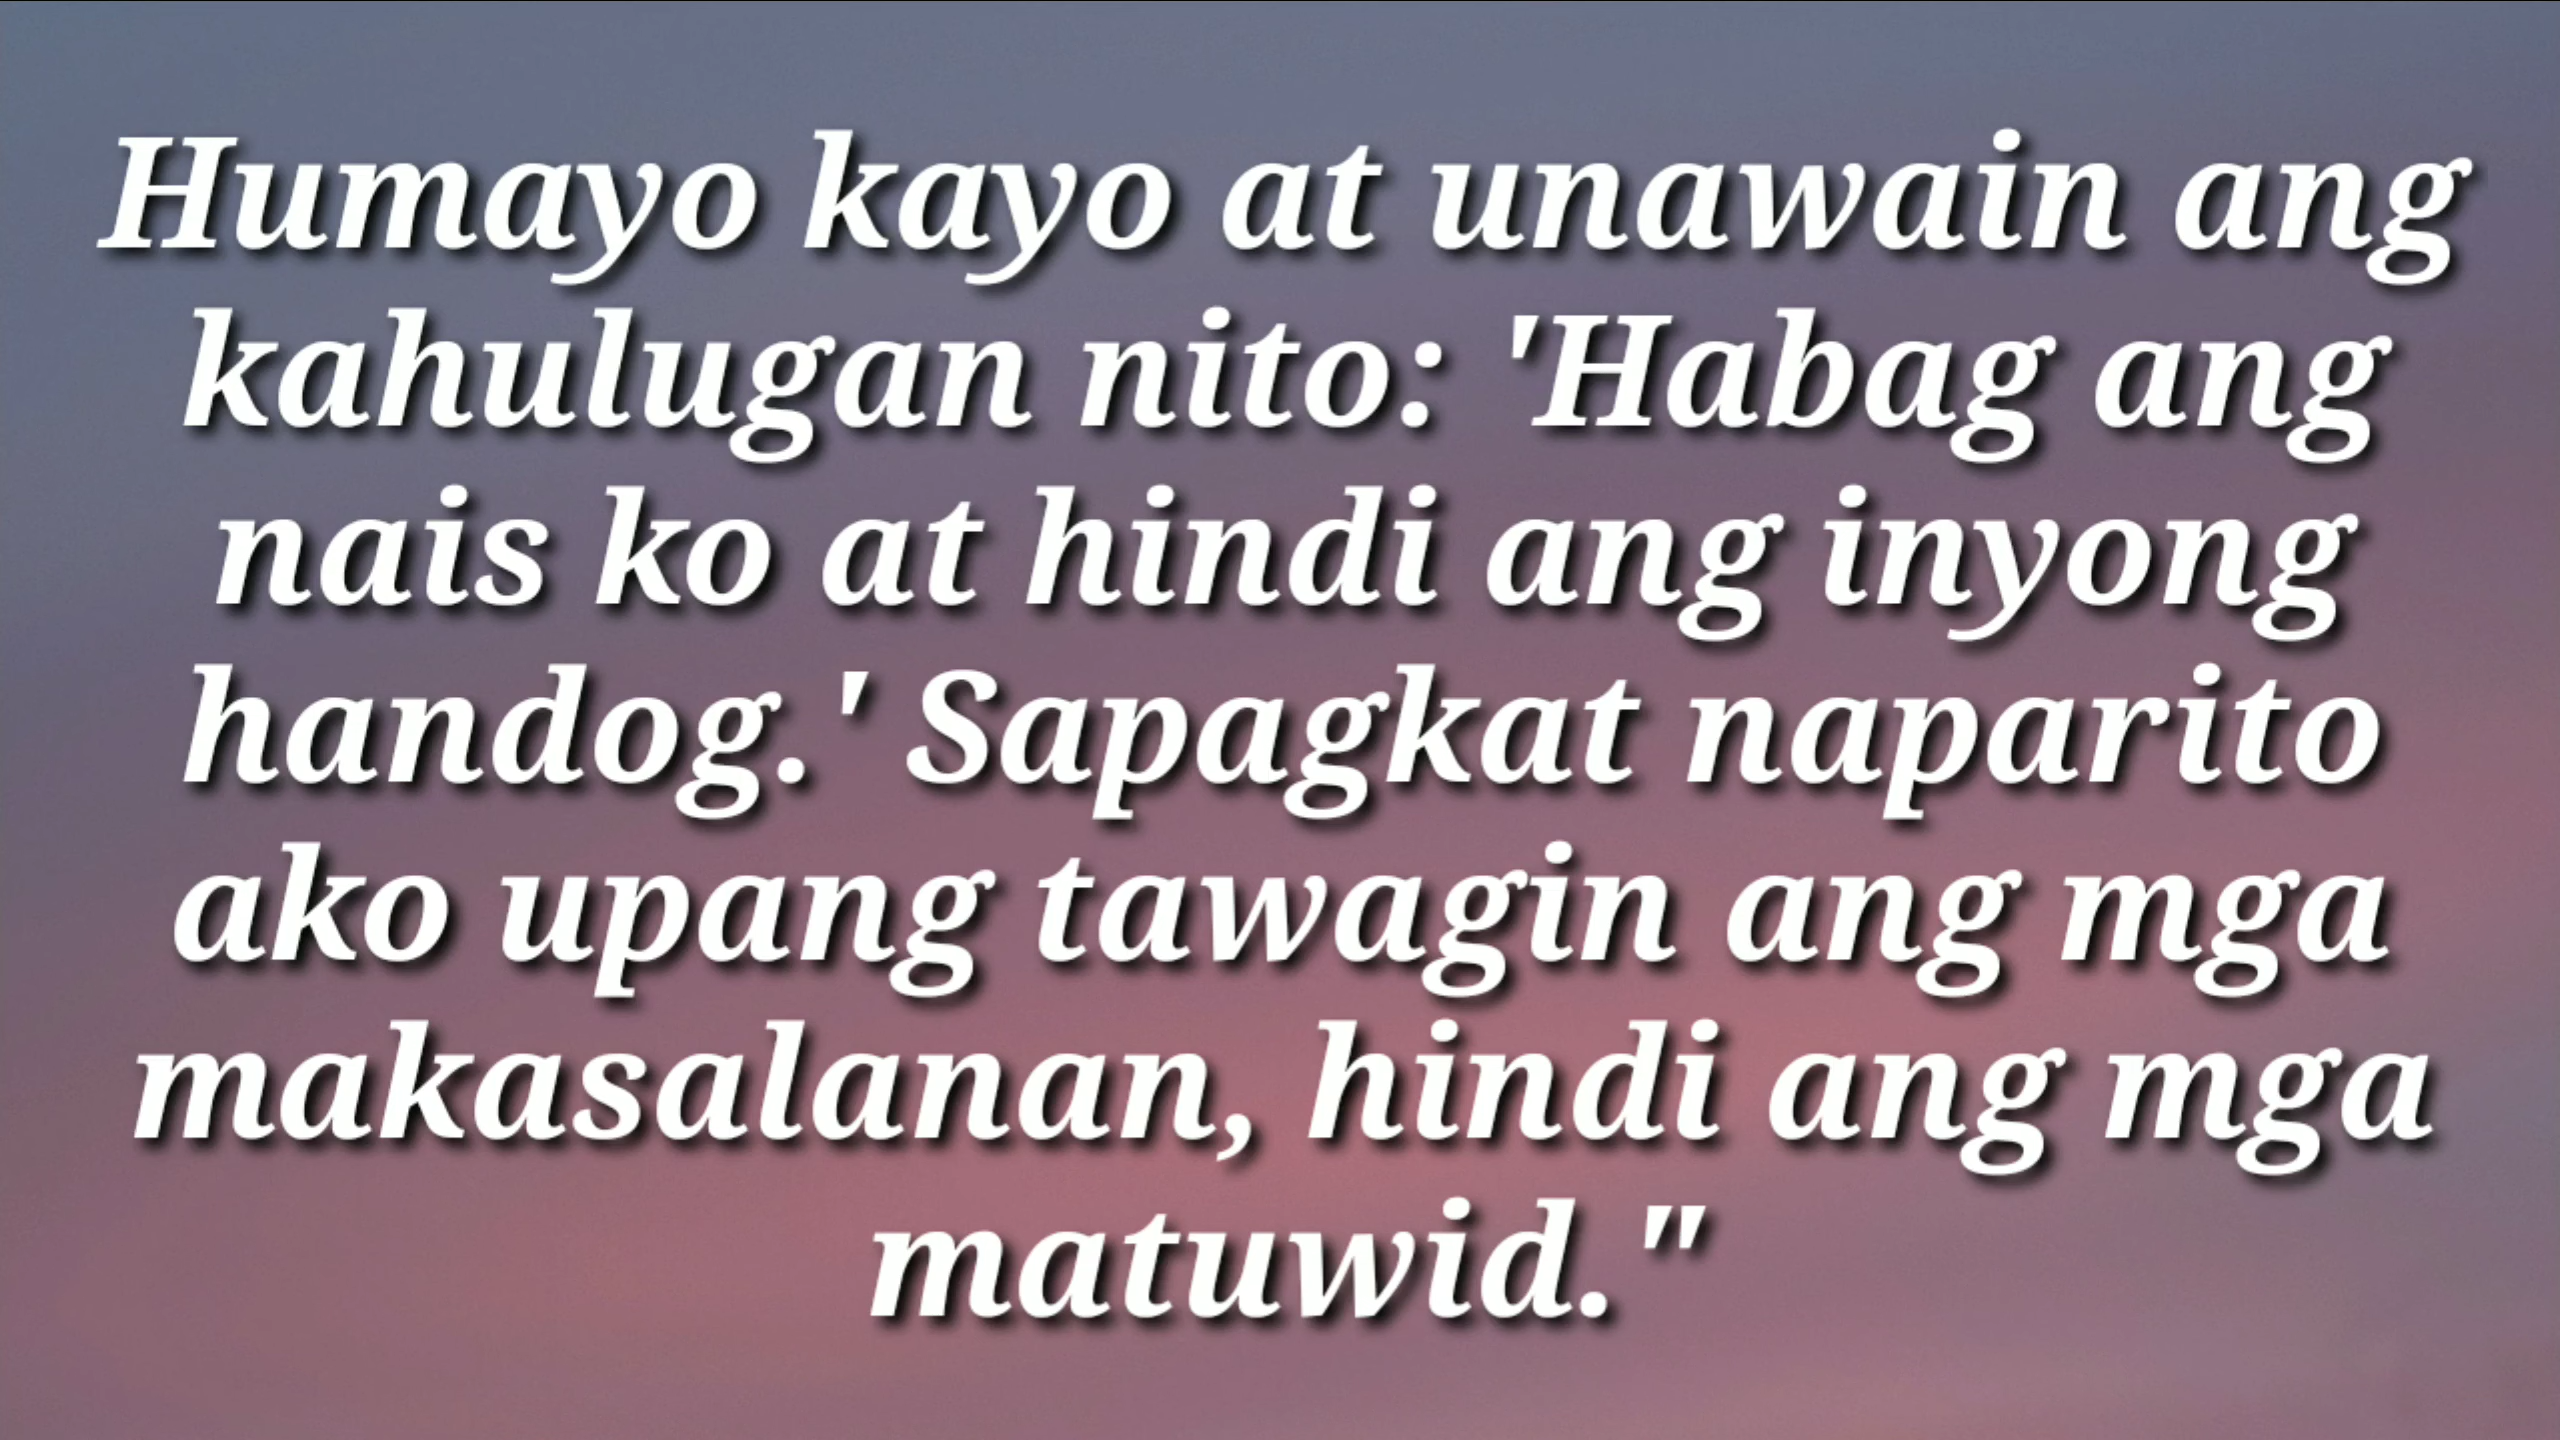 Humayo kayo at unawain ang
kahulugan nito: 'Habag ang
nais ko at hindi ang inyong
handog.' Sapagkat naparito
ako upang tawagin ang mga
makasalanan, hindi ang mga
matuwid."